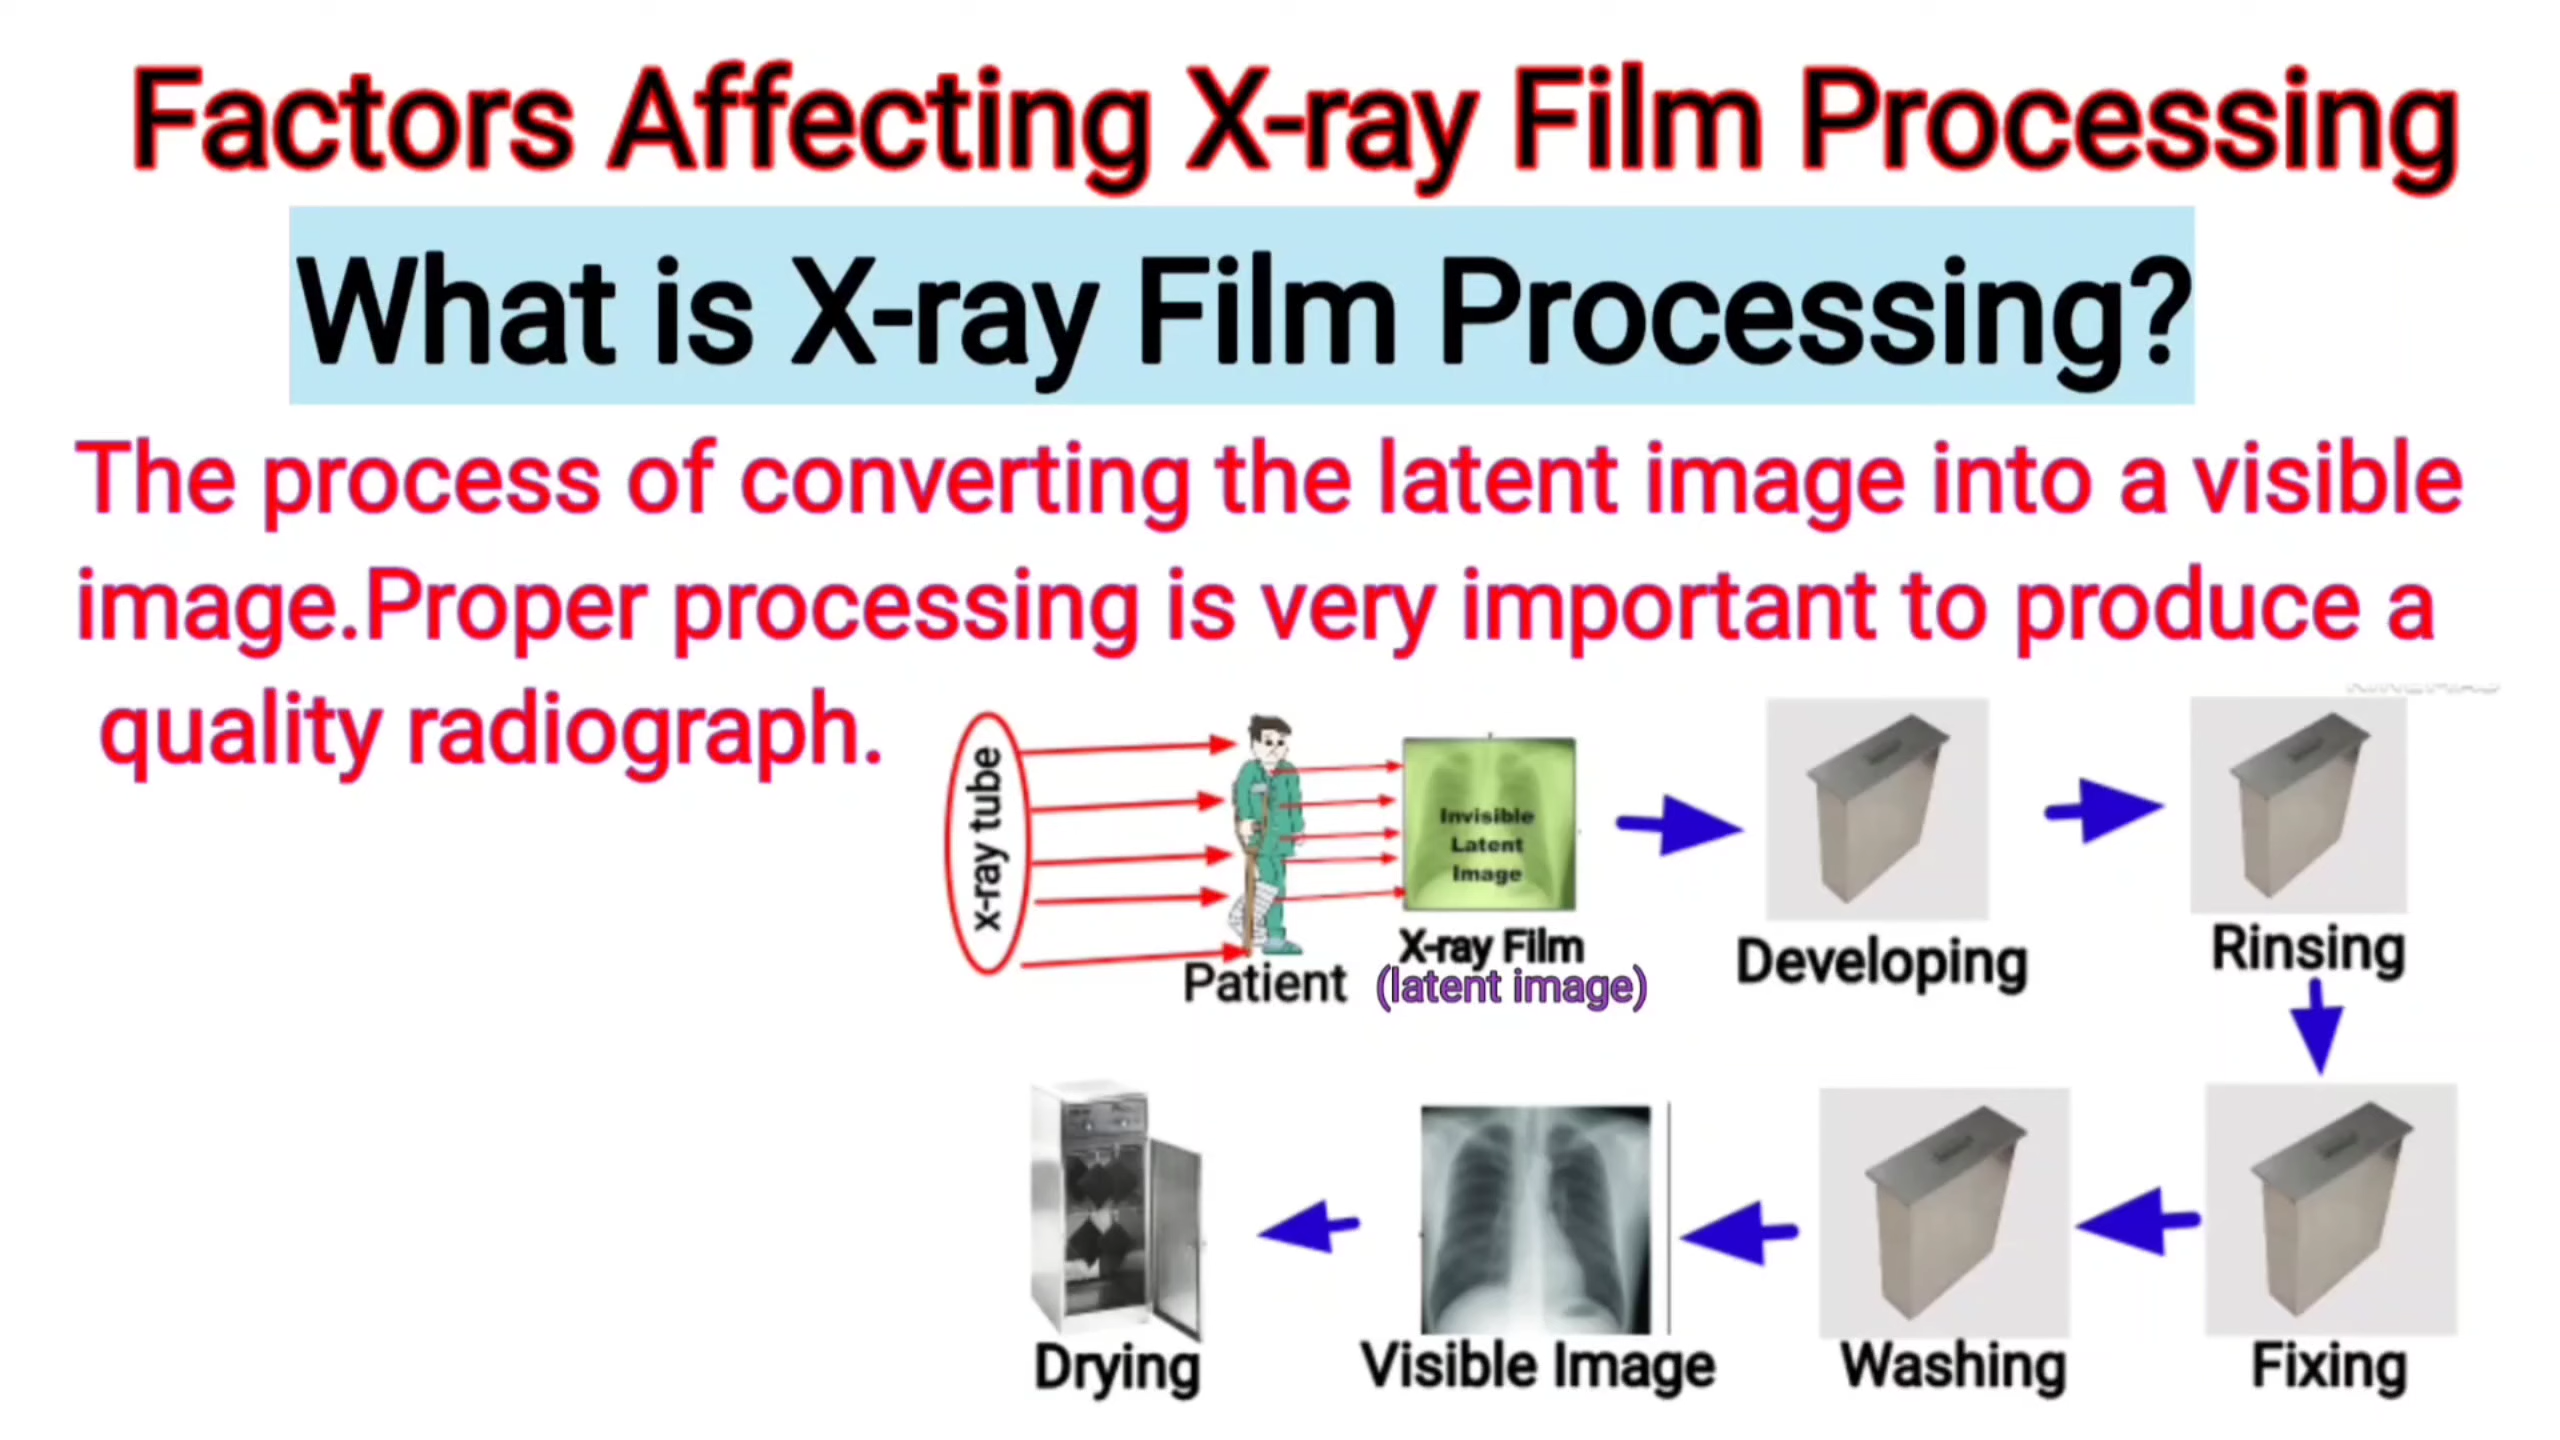 Factors Affecting X-ray Film Processing
What is X-ray Film Processing?
The process of converting the latent image into a visible
image.Proper processing is very important to produce a
quality radiograph.
x-ray tube
Patient
Invisible
Latent
Image
X-ray Film
(latent image)
Developing
Rinsing
Drying
Visible Image
Washing
Fixing